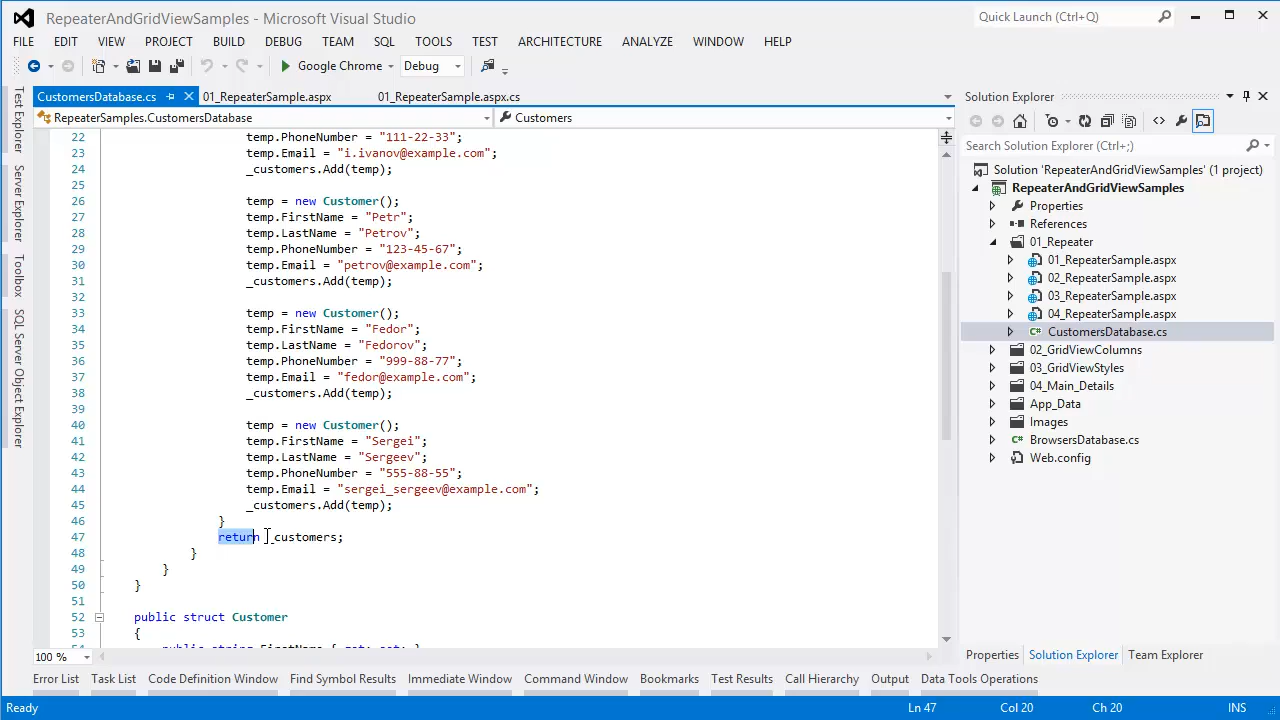 RepeaterAndGridViewSamples - Microsoft Visual Studio
Quick Launch (Ctrl+Q)
FILE EDIT VIEW PROJECT BUILD DEBUG TEAM SQL TOOLS TEST ARCHITECTURE ANALYZE WINDOW HELP
Google Chrome Debug
Test Explorer
Server Explorer
Toolbox
SQL Server Object Explorer
CustomersDatabase.cs 01_RepeaterSample.aspx 01_RepeaterSample.aspx.cs
RepeaterSamples.CustomersDatabase Customers
22 temp.PhoneNumber = "111-22-33";
23 temp.Email = "i.ivanov@example.com";
24 _customers.Add(temp);
25
26 temp = new Customer();
27 temp.FirstName = "Petr";
28 temp.LastName = "Petrov";
29 temp.PhoneNumber = "123-45-67";
30 temp.Email = "petrov@example.com";
31 _customers.Add(temp);
32
33 temp = new Customer();
34 temp.FirstName = "Fedor";
35 temp.LastName = "Fedorov";
36 temp.PhoneNumber = "999-88-77";
37 temp.Email = "fedor@example.com";
38 _customers.Add(temp);
39
40 temp = new Customer();
41 temp.FirstName = "Sergei";
42 temp.LastName = "Sergeev";
43 temp.PhoneNumber = "555-88-55";
44 temp.Email = "sergei_sergeev@example.com";
45 _customers.Add(temp);
46 }
47 return _customers;
48 }
49 }
50 }
51
52 public struct Customer
53 {
54 public string FirstName { get; set; }
100 %
Solution Explorer
Search Solution Explorer (Ctrl+;)
Solution 'RepeaterAndGridViewSamples' (1 project)
RepeaterAndGridViewSamples
Properties
References
01_Repeater
01_RepeaterSample.aspx
02_RepeaterSample.aspx
03_RepeaterSample.aspx
04_RepeaterSample.aspx
C# CustomersDatabase.cs
02_GridViewColumns
03_GridViewStyles
04_Main_Details
App_Data
Images
C# BrowsersDatabase.cs
Web.config
Properties Solution Explorer Team Explorer
Error List Task List Code Definition Window Find Symbol Results Immediate Window Command Window Bookmarks Test Results Call Hierarchy Output Data Tools Operations
Ready Ln 47 Col 20 Ch 20 INS